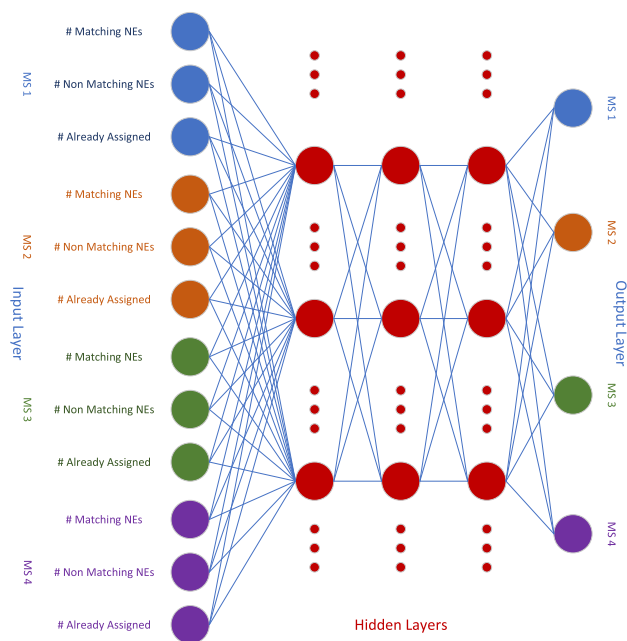 Input Layer
MS 1
# Matching NEs
# Non Matching NEs
# Already Assigned
MS 2
# Matching NEs
# Non Matching NEs
# Already Assigned
MS 3
# Matching NEs
# Non Matching NEs
# Already Assigned
MS 4
# Matching NEs
# Non Matching NEs
# Already Assigned
Hidden Layers
MS 1
MS 2
MS 3
MS 4
Output Layer